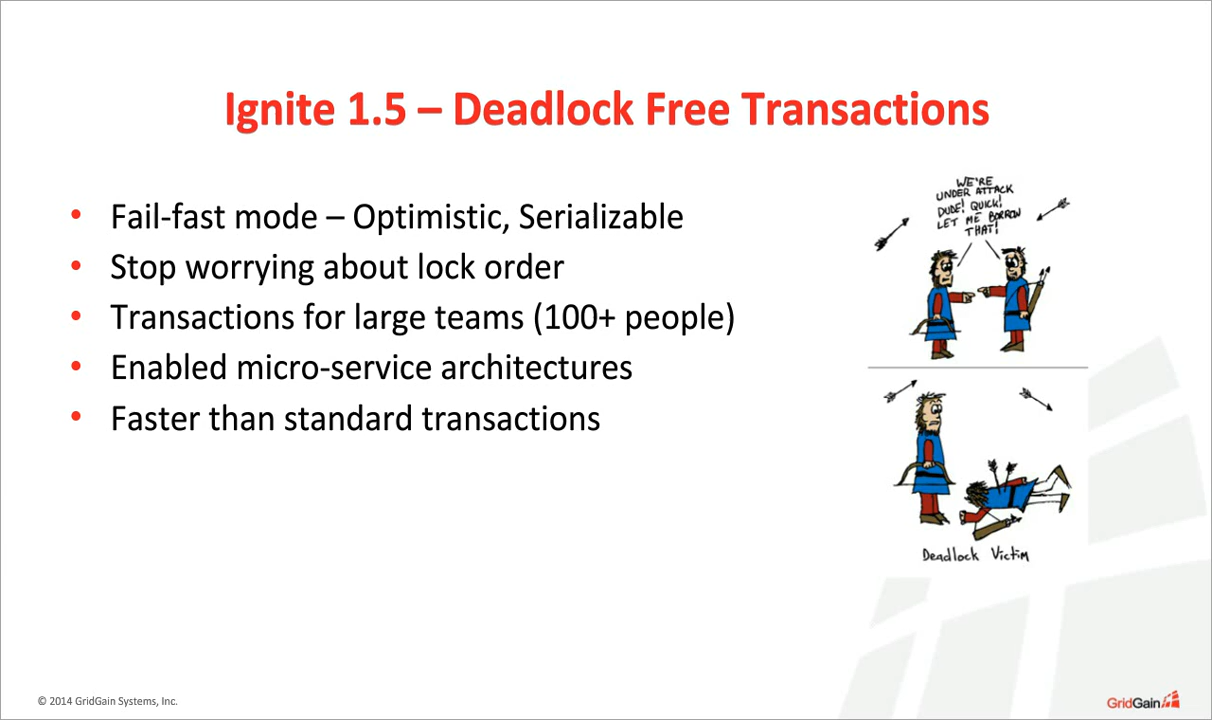 Ignite 1.5 – Deadlock Free Transactions
• Fail-fast mode – Optimistic, Serializable
• Stop worrying about lock order
• Transactions for large teams (100+ people)
• Enabled micro-service architectures
• Faster than standard transactions
WE'RE
UNDER ATTACK
DUDE! QUICK!
LET ME BORROW
THAT!
Deadlock Victim
© 2014 GridGain Systems, Inc.
GridGain